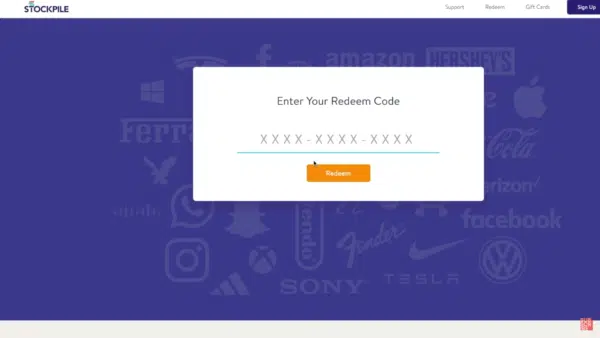 STOCKPILE
Support
Redeem
Gift Cards
Sign Up
amazon
HERSHEY'S
Enter Your Redeem Code
XXXX-XXXX-XXXX
Redeem
Ferra
Coca-Cola
verizon
facebook
Fender
TESLA
SONY